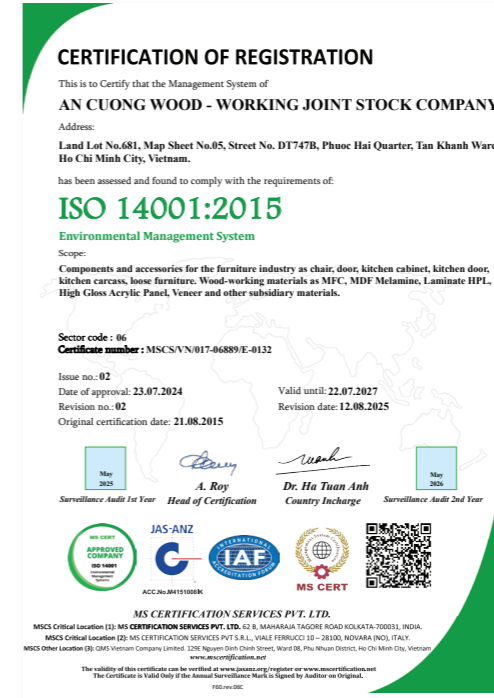 CERTIFICATION OF REGISTRATION
This is to Certify that the Management System of
AN CUONG WOOD - WORKING JOINT STOCK COMPANY
Address:
Land Lot No.681, Map Sheet No.05, Street No. DT747B, Phuoc Hai Quarter, Tan Khanh Ward
Ho Chi Minh City, Vietnam.
has been assessed and found to comply with the requirements of:
ISO 14001:2015
Environmental Management System
Scope:
Components and accessories for the furniture industry as chair, door, kitchen cabinet, kitchen door,
kitchen carcass, loose furniture. Wood-working materials as MFC, MDF Melamine, Laminate HPL,
High Gloss Acrylic Panel, Veneer and other subsidiary materials.
Sector code : 06
Certificate number : MSCS/VN/017-06889/E-0132
Issue no.: 02
Date of approval: 23.07.2024 Valid until: 22.07.2027
Revision no.: 02 Revision date: 12.08.2025
Original certification date: 21.08.2015
May
2025
May
2026
Surveillance Audit 1st Year
A. Roy
Head of Certification
Dr. Ha Tuan Anh
Country Incharge
Surveillance Audit 2nd Year
MS CERT
APPROVED
COMPANY
ISO 14001
Environmental
Management
Systems
JAS-ANZ
C
ACC.No.M4151000IK
INTERNATIONAL
IAF
ACCREDITATION FORUM
MS CERT
MS CERTIFICATION SERVICES PVT. LTD.
MSCS Critical Location (1): MS CERTIFICATION SERVICES PVT. LTD. 62 B, MAHARAJA TAGORE ROAD KOLKATA-700031, INDIA.
MSCS Critical Location (2): MS CERTIFICATION SERVICES PVT S.R.L., VIALE FERRUCCI 10 – 28100, NOVARA (NO), ITALY.
MSCS Other Location (3): QMS Vietnam Company Limited. 129E Nguyen Dinh Chinh Street, Ward 08, Phu Nhuan District, Ho Chi Minh City, Vietnam
www.mscertification.net
The validity of this certificate can be verified at www.jasanz.org/register or www.mscertification.net
The Certificate is Valid Only if the Annual Surveillance Mark is Signed by Auditor on Original.
F60.rev.06C